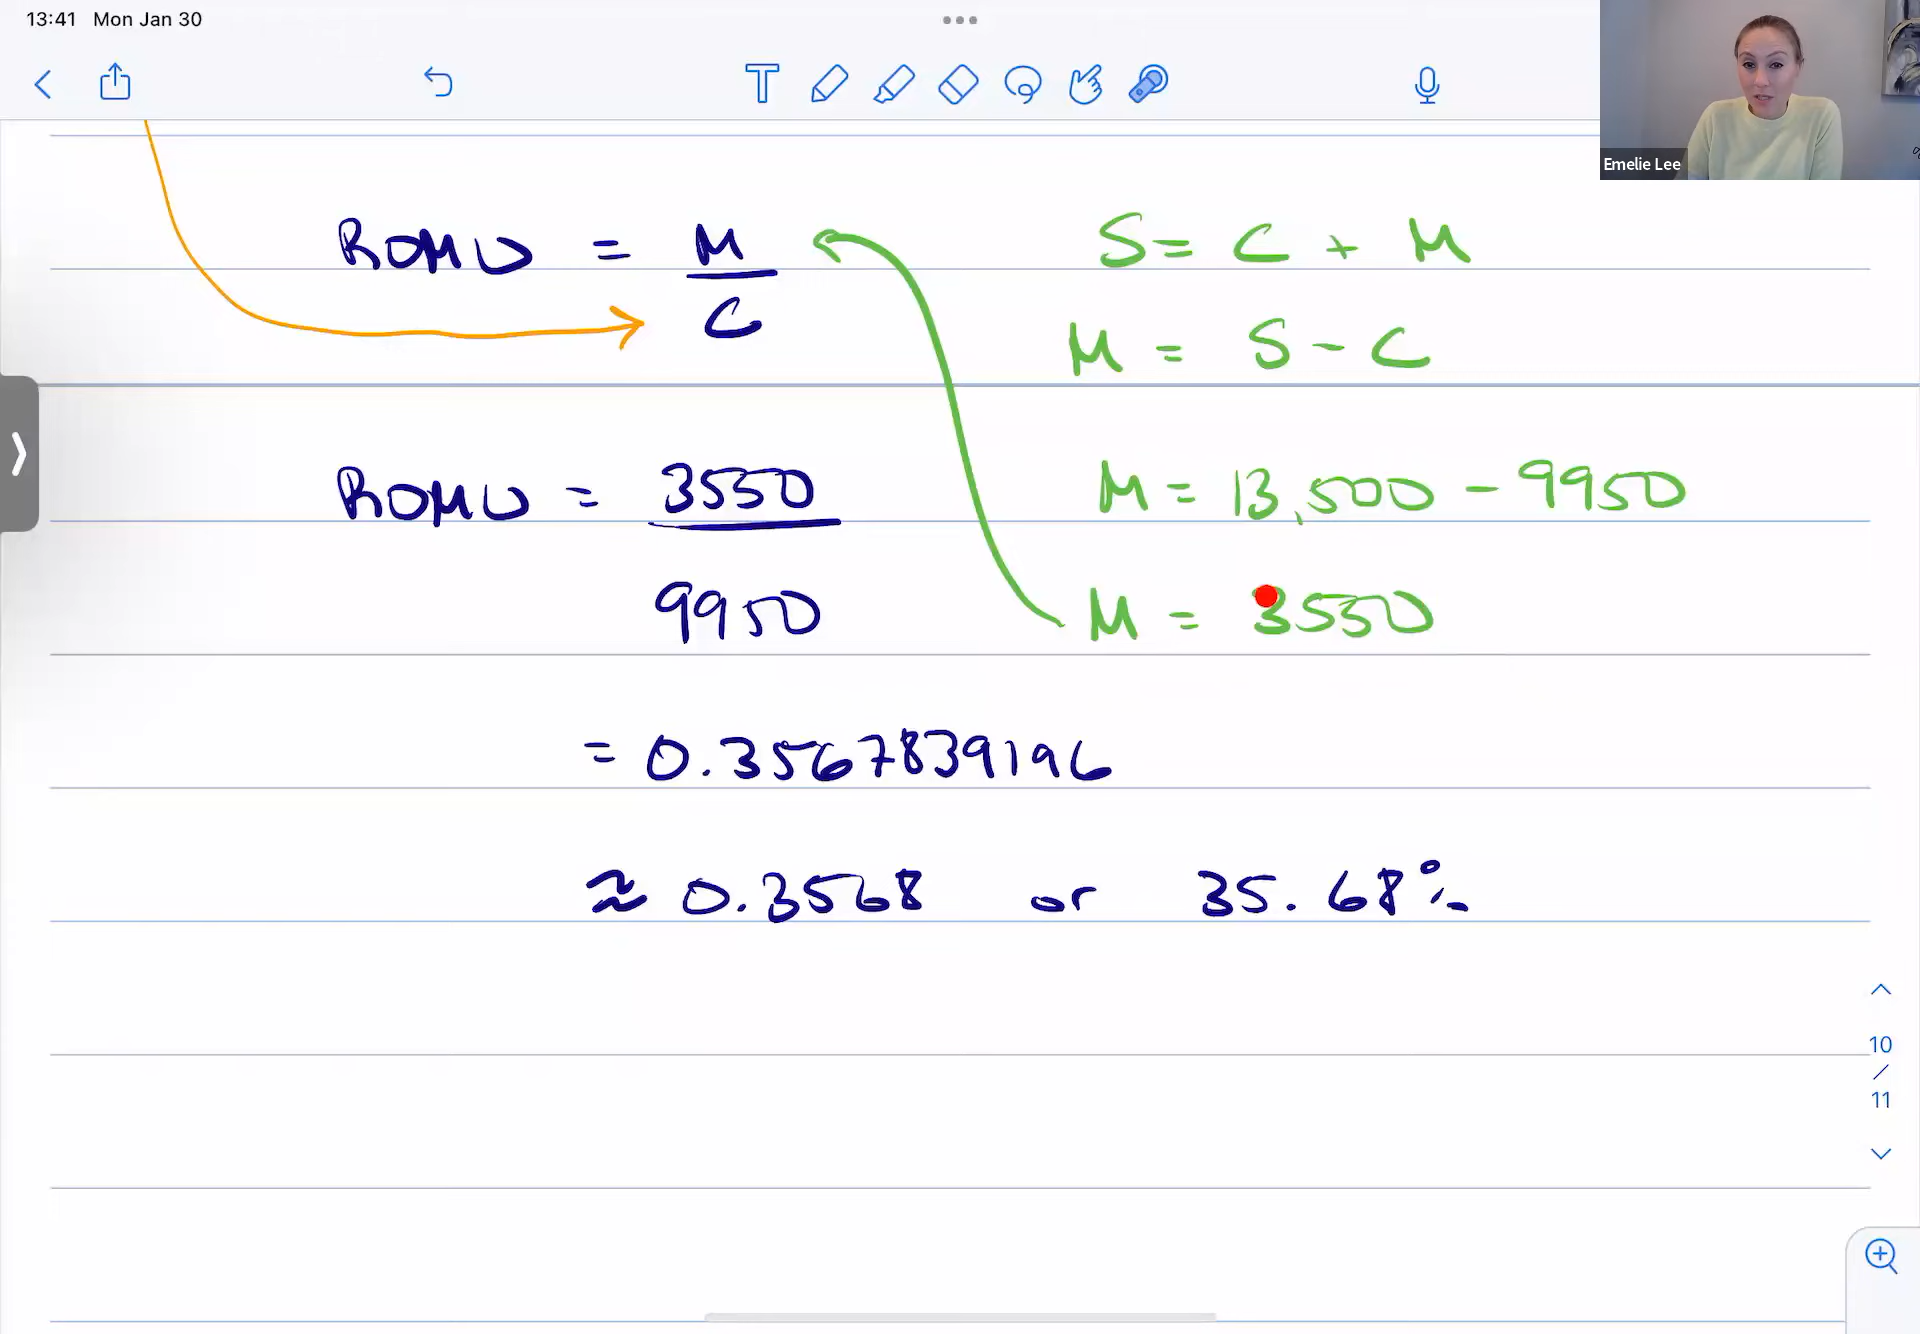 13:41 Mon Jan 30
Emelie Lee
ROMU = M
C
S = C + M
M = S - C
ROMU = 3550
9950
M = 13,500 - 9950
M = 3550
= 0.3567839196
≈ 0.3568 or 35.68%
10
/
11